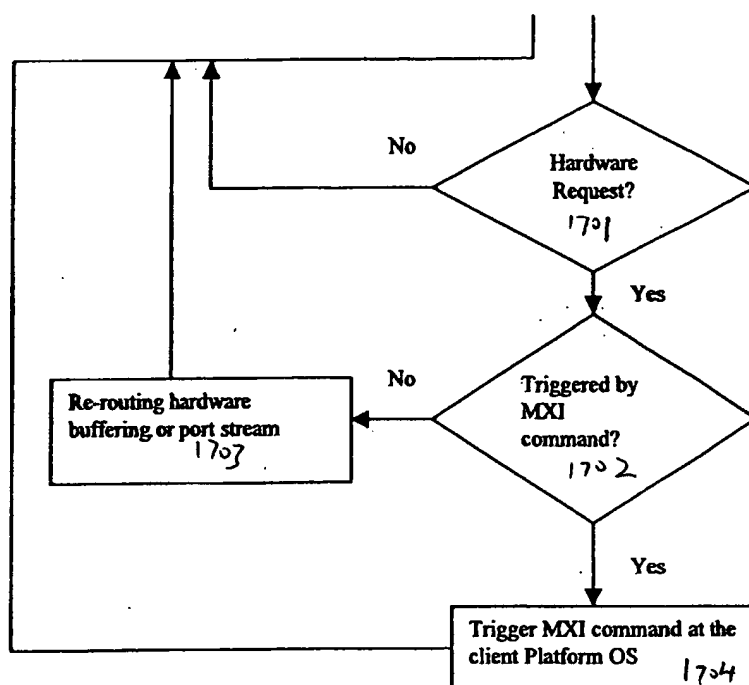 No
Hardware
Request?
1701
Yes
No
Triggered by
MXI
command?
1702
Re-routing hardware
buffering or port stream
1703
Yes
Trigger MXI command at the
client Platform OS
1704